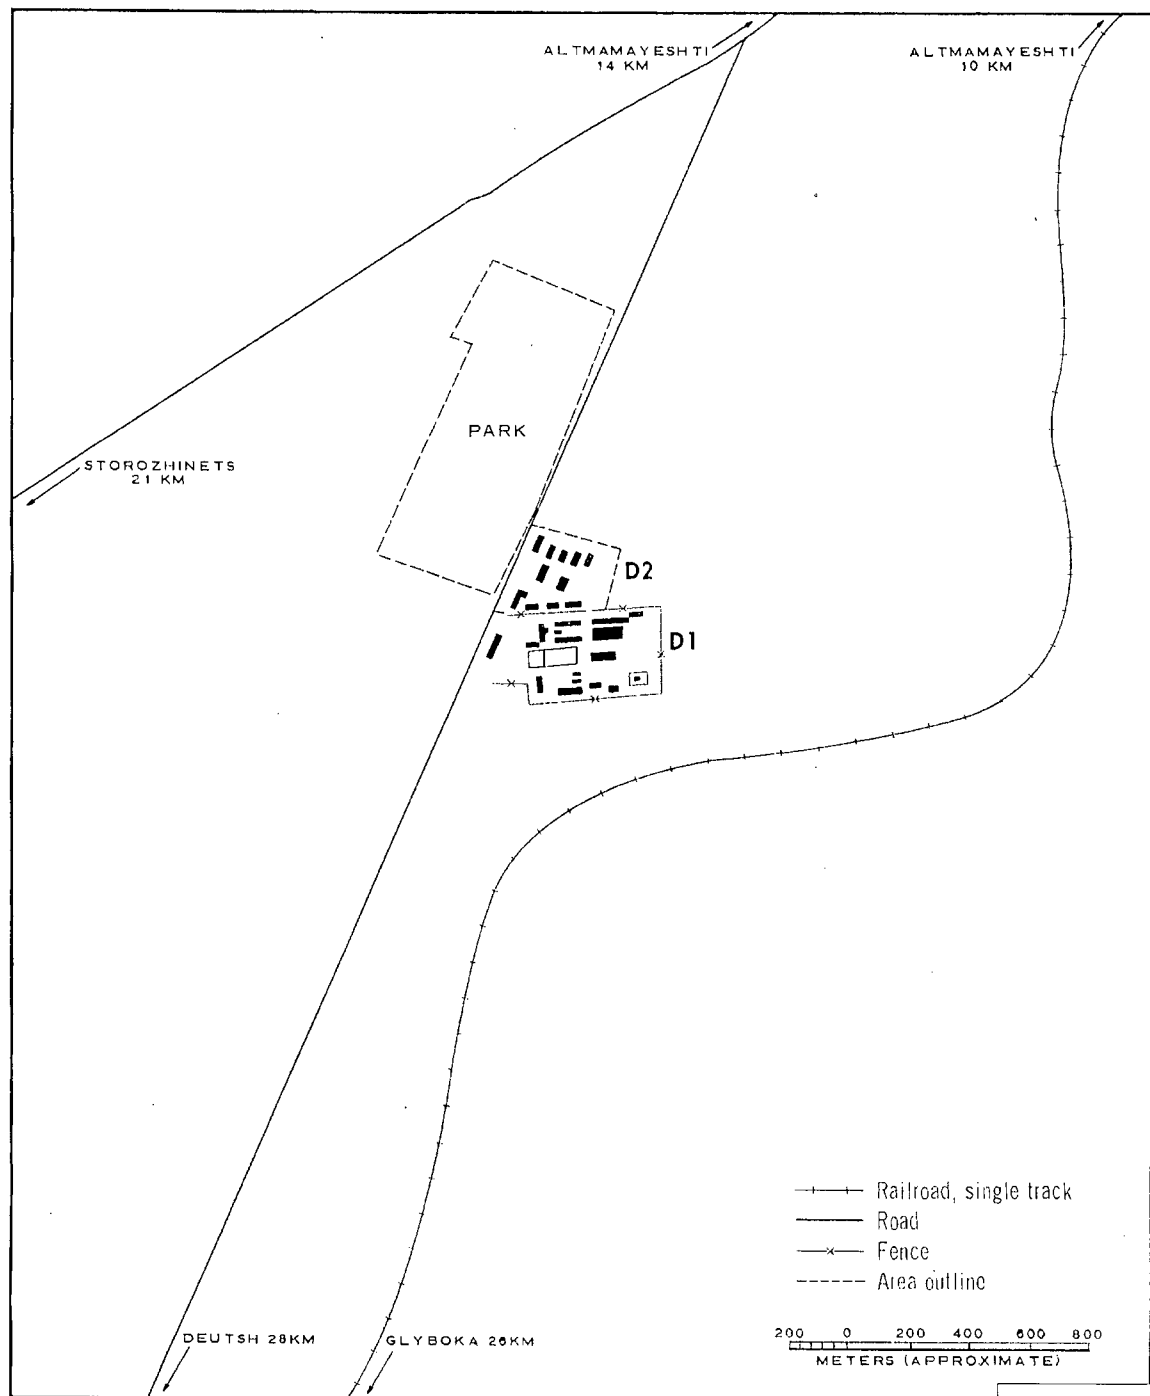 ALTMAMAYESHTI
14 KM
ALTMAMAYESHTI
10 KM
PARK
STOROZHINETS
21 KM
D2
D1
Railroad, single track
Road
Fence
Area outline
DEUTSH 28KM
GLYBOKA 26KM
200 0 200 400 600 800
METERS (APPROXIMATE)